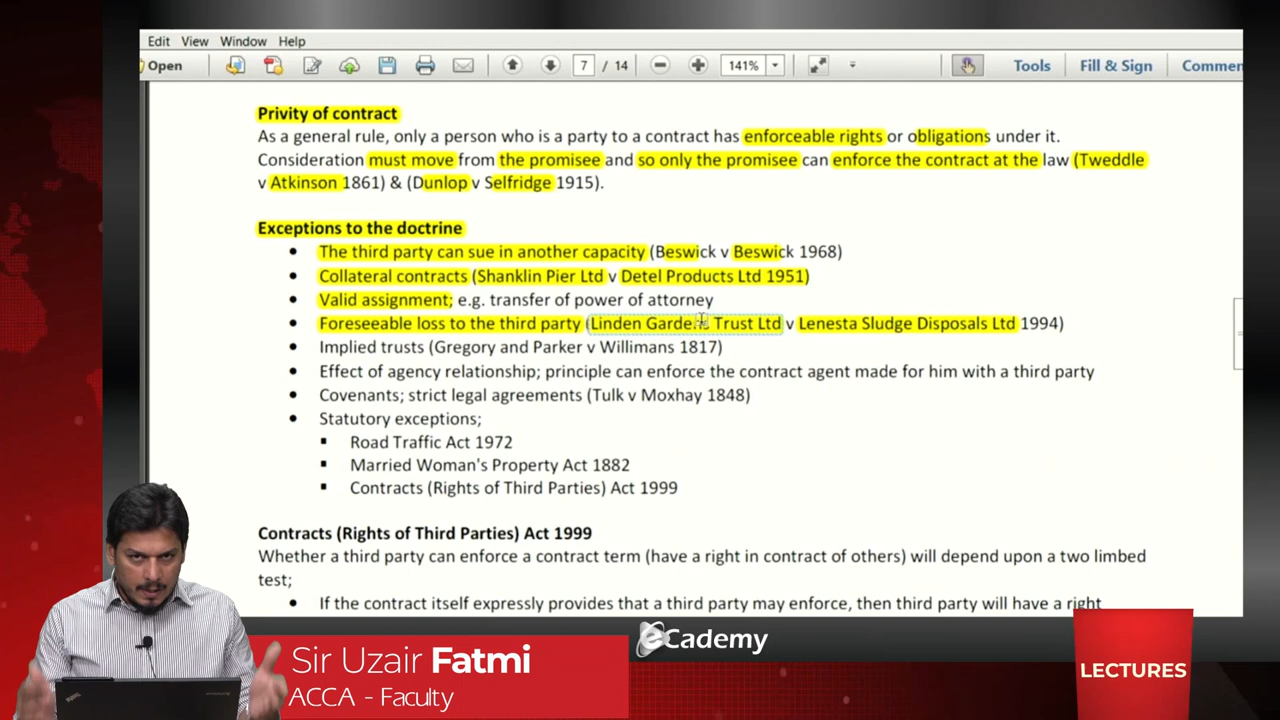 Edit View Window Help
Open 7 / 14 141% Tools Fill & Sign Commen
Privity of contract
As a general rule, only a person who is a party to a contract has enforceable rights or obligations under it.
Consideration must move from the promisee and so only the promisee can enforce the contract at the law (Tweddle
v Atkinson 1861) & (Dunlop v Selfridge 1915).
Exceptions to the doctrine
• The third party can sue in another capacity (Beswick v Beswick 1968)
• Collateral contracts (Shanklin Pier Ltd v Detel Products Ltd 1951)
• Valid assignment; e.g. transfer of power of attorney
• Foreseeable loss to the third party (Linden Gardens Trust Ltd v Lenesta Sludge Disposals Ltd 1994)
• Implied trusts (Gregory and Parker v Willimans 1817)
• Effect of agency relationship; principle can enforce the contract agent made for him with a third party
• Covenants; strict legal agreements (Tulk v Moxhay 1848)
• Statutory exceptions;
▪ Road Traffic Act 1972
▪ Married Woman's Property Act 1882
▪ Contracts (Rights of Third Parties) Act 1999
Contracts (Rights of Third Parties) Act 1999
Whether a third party can enforce a contract term (have a right in contract of others) will depend upon a two limbed
test;
• If the contract itself expressly provides that a third party may enforce, then third party will have a right
eCademy
Sir Uzair Fatmi
ACCA - Faculty
LECTURES